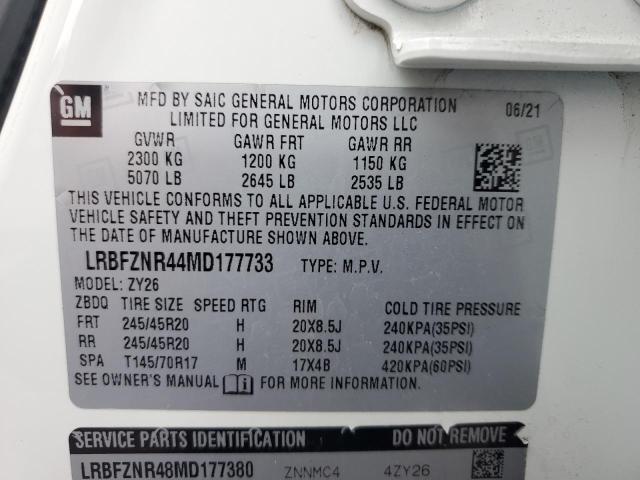 GM
MFD BY SAIC GENERAL MOTORS CORPORATION 06/21
LIMITED FOR GENERAL MOTORS LLC
GVWR GAWR FRT GAWR RR
2300 KG 1200 KG 1150 KG
5070 LB 2645 LB 2535 LB
THIS VEHICLE CONFORMS TO ALL APPLICABLE U.S. FEDERAL MOTOR
VEHICLE SAFETY AND THEFT PREVENTION STANDARDS IN EFFECT ON
THE DATE OF MANUFACTURE SHOWN ABOVE.
LRBFZNR44MD177733 TYPE: M.P.V.
MODEL: ZY26
ZBDQ TIRE SIZE SPEED RTG RIM COLD TIRE PRESSURE
FRT 245/45R20 H 20X8.5J 240KPA(35PSI)
RR 245/45R20 H 20X8.5J 240KPA(35PSI)
SPA T145/70R17 M 17X4B 420KPA(60PSI)
SEE OWNER'S MANUAL FOR MORE INFORMATION.
SERVICE PARTS IDENTIFICATION DO NOT REMOVE
LRBFZNR48MD177380 ZNNMC4 4ZY26